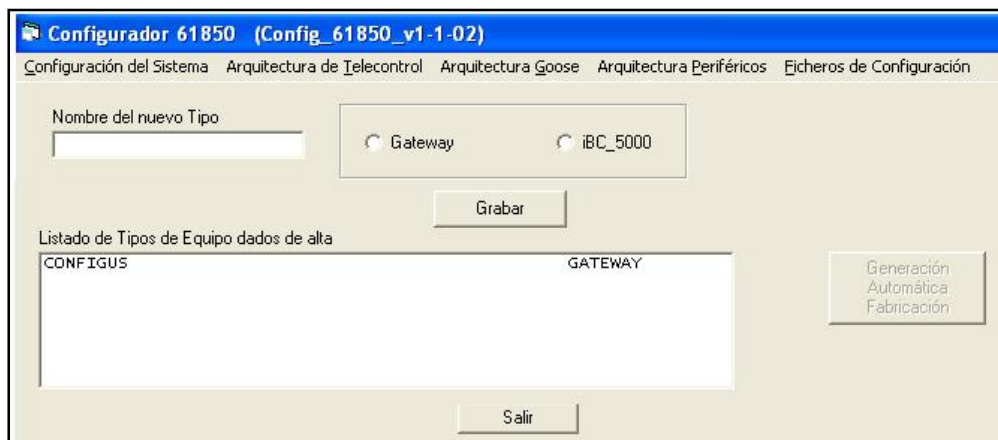 Configurador 61850 (Config_61850_v1-1-02)
Configuración del Sistema Arquitectura de Telecontrol Arquitectura Goose Arquitectura Periféricos Ficheros de Configuración
Nombre del nuevo Tipo
Gateway iBC_5000
Grabar
Listado de Tipos de Equipo dados de alta
CONFIGUS GATEWAY
Generación
Automática
Fabricación
Salir